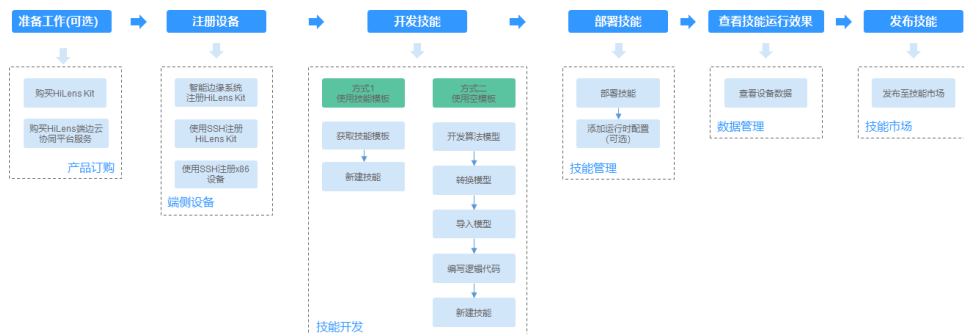 准备工作(可选)
注册设备
开发技能
部署技能
查看技能运行效果
发布技能
购买HiLens Kit
购买HiLens端边云
协同平台服务
产品订购
智能边缘系统
注册HiLens Kit
使用SSH注册
HiLens Kit
使用SSH注册x86
设备
端侧设备
方式1
使用技能模板
获取技能模板
新建技能
方式二
使用空模板
开发算法模型
转换模型
导入模型
编写逻辑代码
新建技能
技能开发
部署技能
添加运行时配置
(可选)
技能管理
查看设备数据
数据管理
发布至技能市场
技能市场